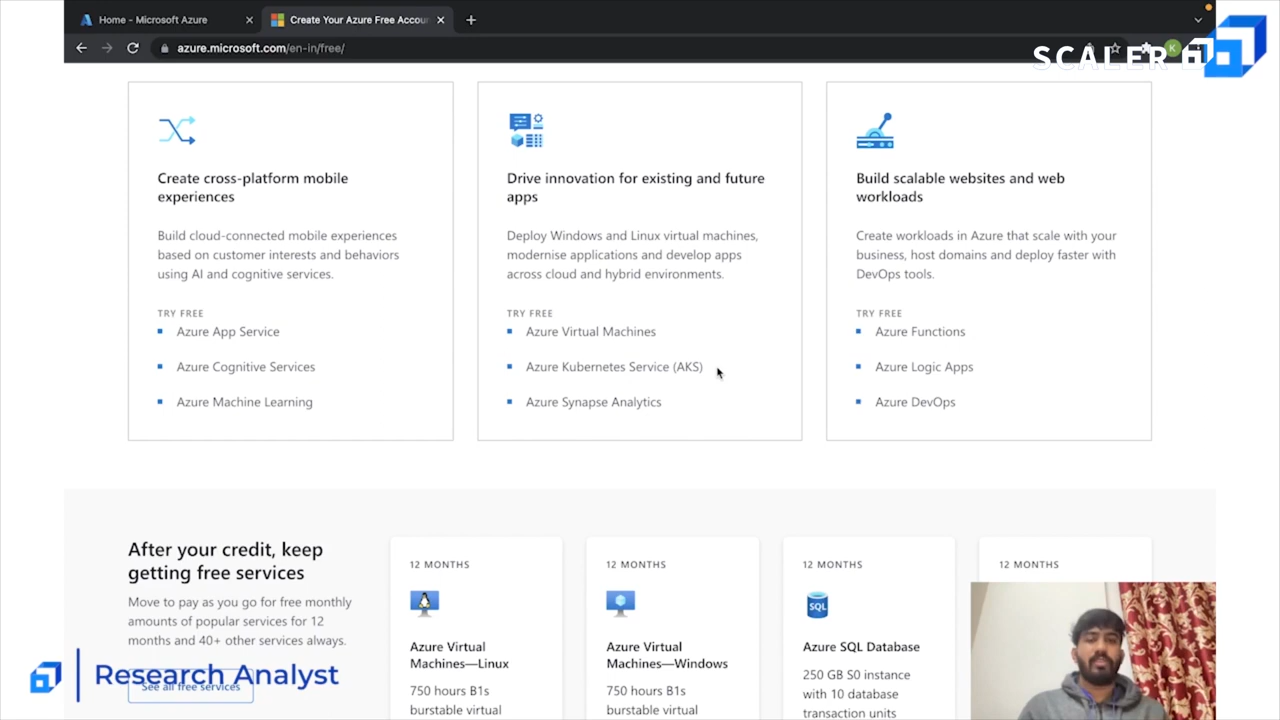 Home - Microsoft Azure
Create Your Azure Free Accou
azure.microsoft.com/en-in/free/
K
SCALER
Create cross-platform mobile
experiences
Build cloud-connected mobile experiences
based on customer interests and behaviors
using AI and cognitive services.
TRY FREE
Azure App Service
Azure Cognitive Services
Azure Machine Learning
Drive innovation for existing and future
apps
Deploy Windows and Linux virtual machines,
modernise applications and develop apps
across cloud and hybrid environments.
TRY FREE
Azure Virtual Machines
Azure Kubernetes Service (AKS)
Azure Synapse Analytics
Build scalable websites and web
workloads
Create workloads in Azure that scale with your
business, host domains and deploy faster with
DevOps tools.
TRY FREE
Azure Functions
Azure Logic Apps
Azure DevOps
After your credit, keep
getting free services
Move to pay as you go for free monthly
amounts of popular services for 12
months and 40+ other services always.
See all free services
Research Analyst
12 MONTHS
Azure Virtual
Machines—Linux
750 hours B1s
burstable virtual
12 MONTHS
Azure Virtual
Machines—Windows
750 hours B1s
burstable virtual
12 MONTHS
SQL
Azure SQL Database
250 GB S0 instance
with 10 database
transaction units
12 MONTHS